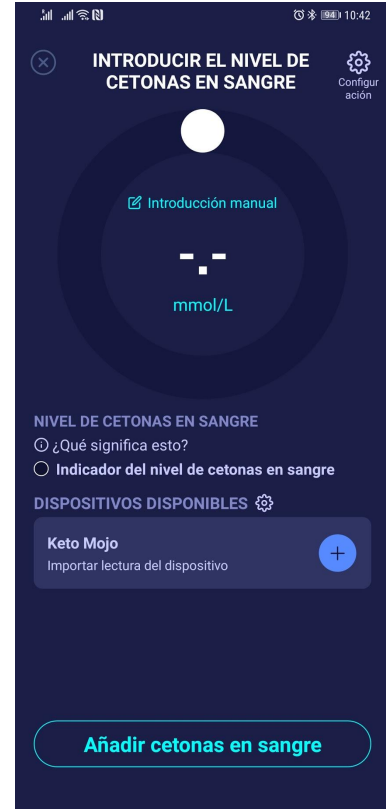 94 10:42
INTRODUCIR EL NIVEL DE
CETONAS EN SANGRE
Configur
ación
Introducción manual
-.-
mmol/L
NIVEL DE CETONAS EN SANGRE
¿Qué significa esto?
Indicador del nivel de cetonas en sangre
DISPOSITIVOS DISPONIBLES
Keto Mojo
Importar lectura del dispositivo
+
Añadir cetonas en sangre